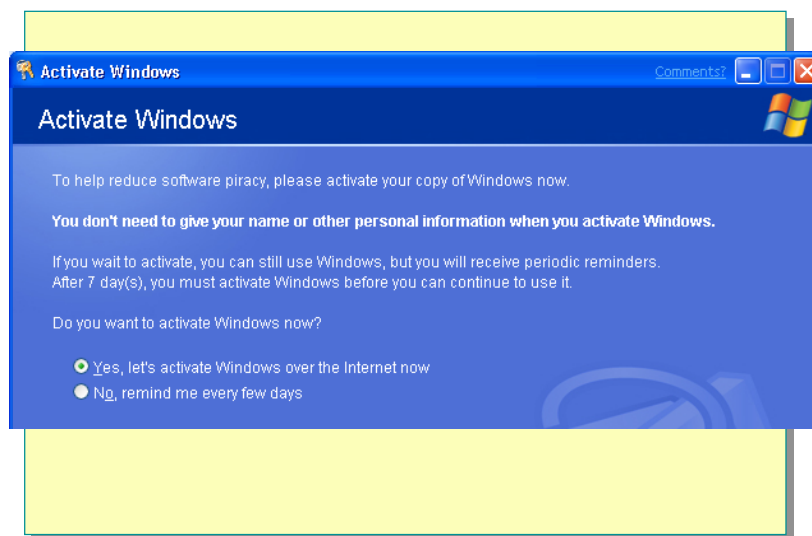 Activate Windows
Comments?
Activate Windows
To help reduce software piracy, please activate your copy of Windows now.
You don't need to give your name or other personal information when you activate Windows.
If you wait to activate, you can still use Windows, but you will receive periodic reminders.
After 7 day(s), you must activate Windows before you can continue to use it.
Do you want to activate Windows now?
Yes, let's activate Windows over the Internet now
No, remind me every few days